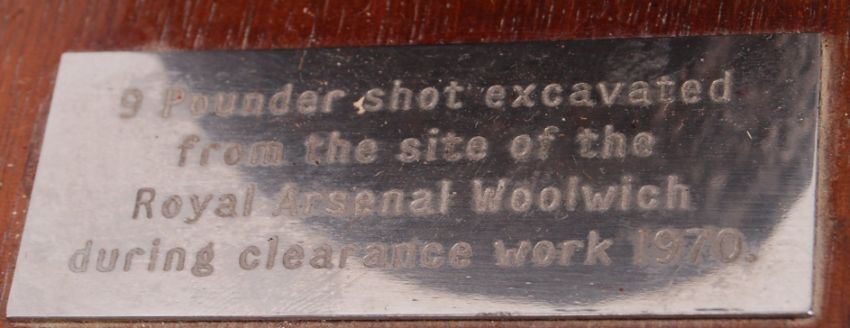 9 Pounder shot excavated
from the site of the
Royal Arsenal Woolwich
during clearance work 1970.